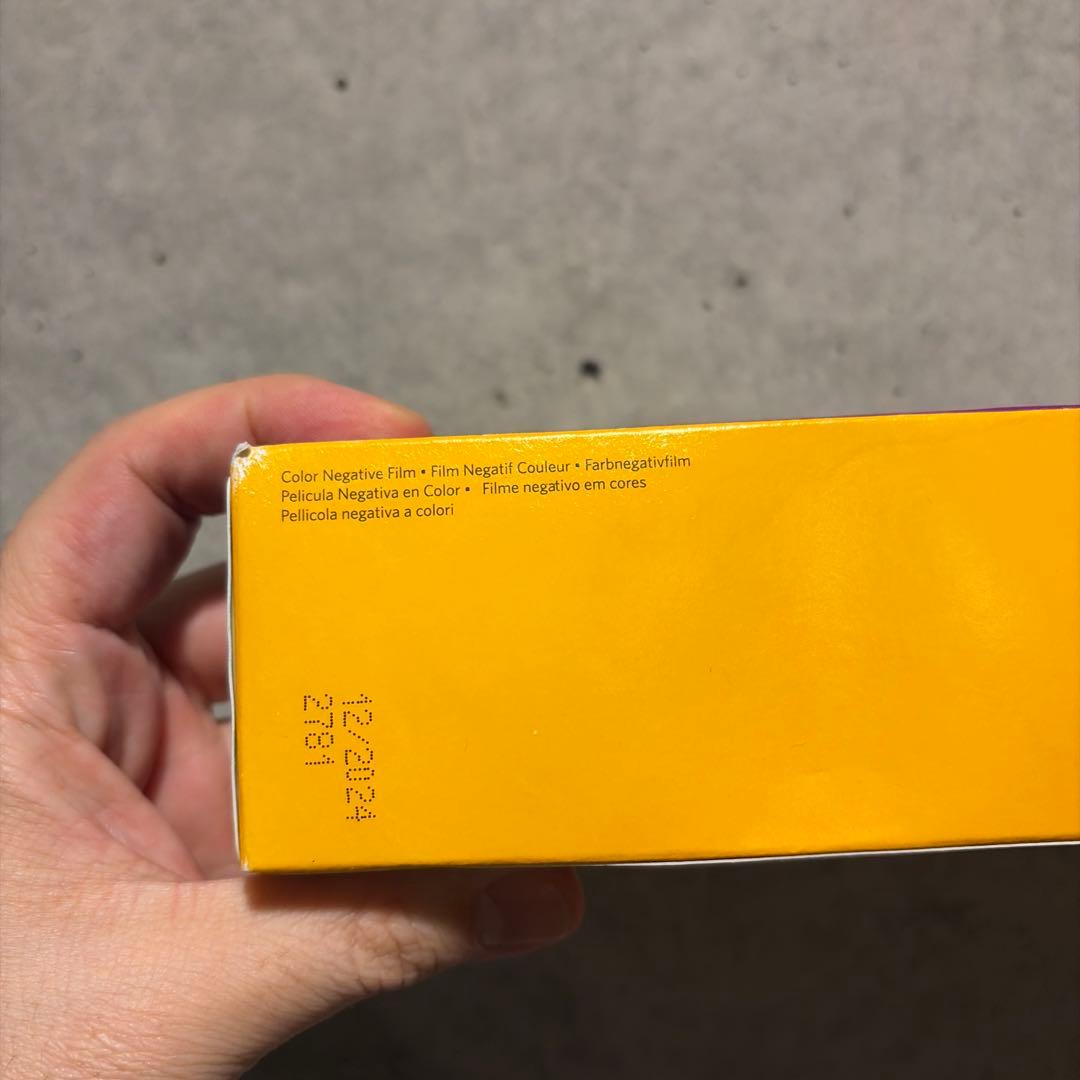 Color Negative Film • Film Negatif Couleur • Farbnegativfilm
Pelicula Negativa en Color • Filme negativo em cores
Pellicola negativa a colori
12/2024
2781